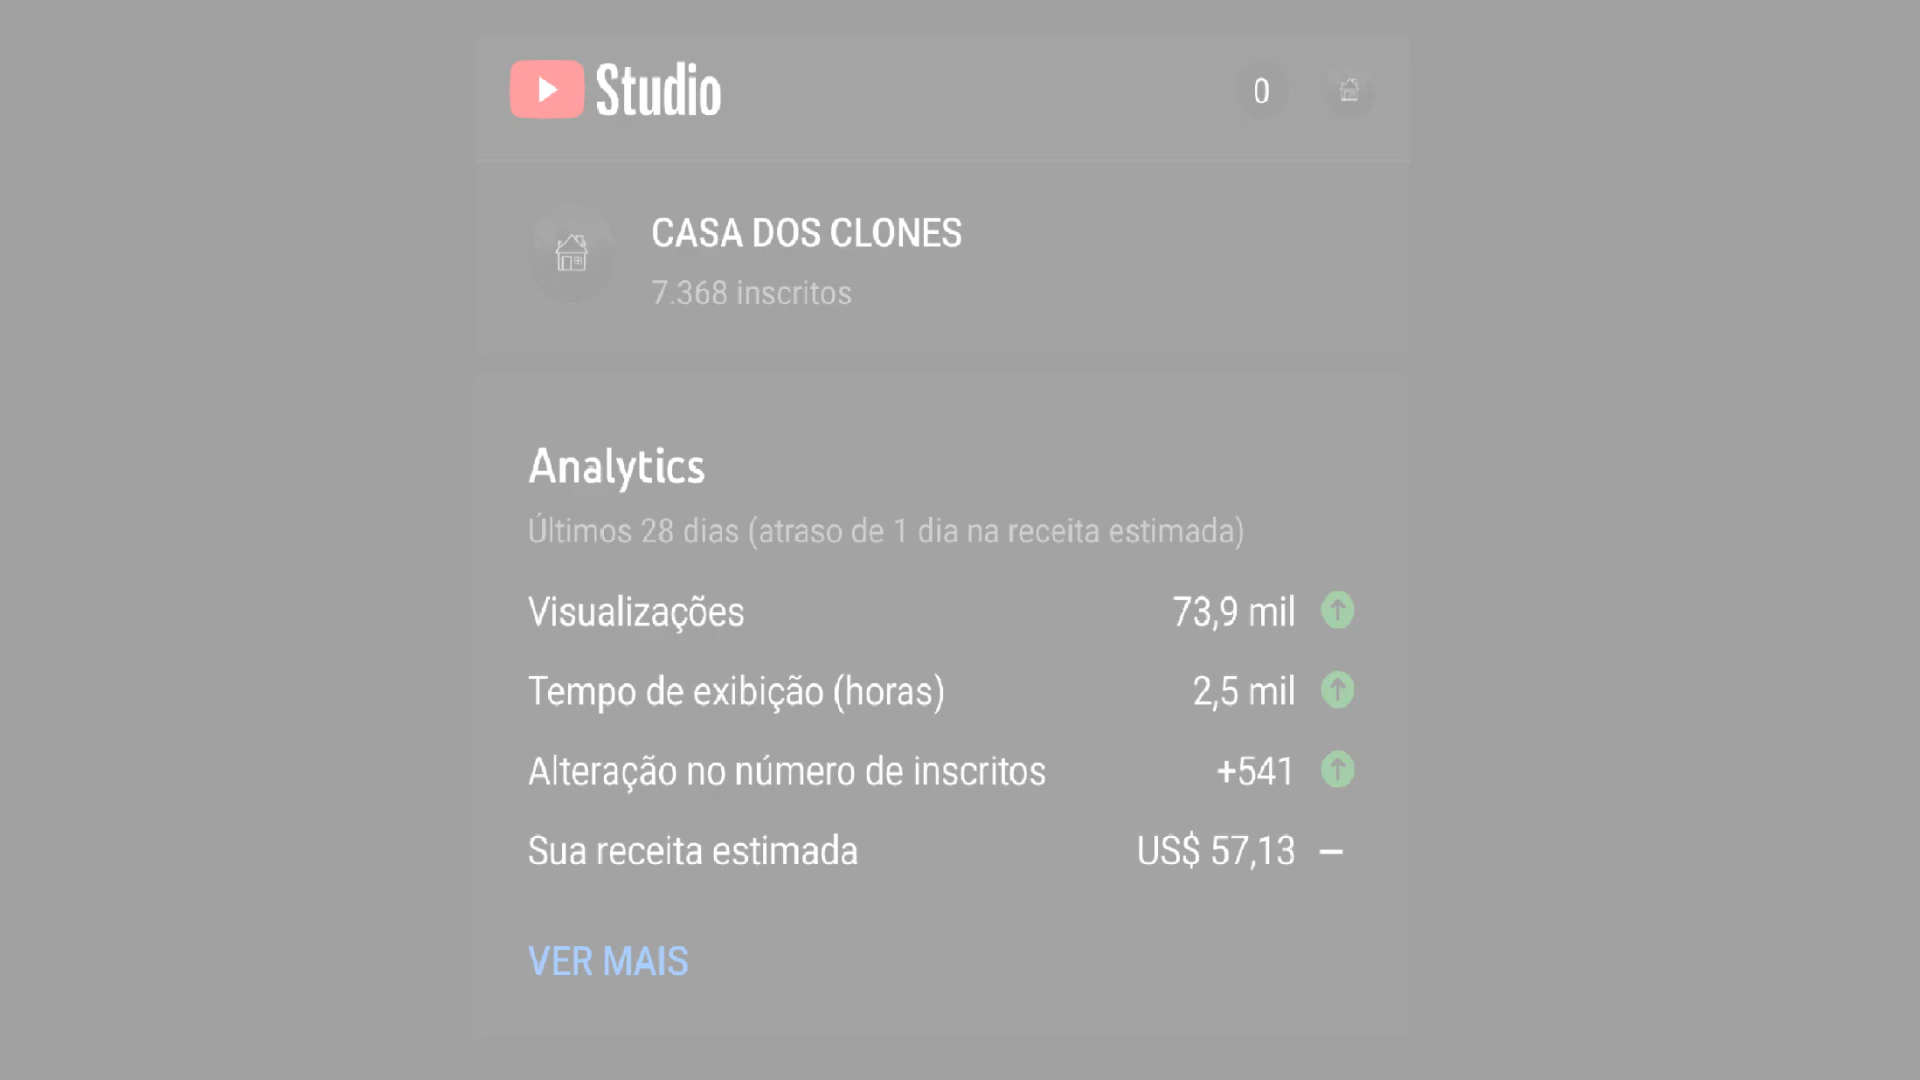 Studio
0
CASA DOS CLONES
7.368 inscritos
Analytics
Últimos 28 dias (atraso de 1 dia na receita estimada)
Visualizações 73,9 mil
Tempo de exibição (horas) 2,5 mil
Alteração no número de inscritos +541
Sua receita estimada US$ 57,13 —
VER MAIS